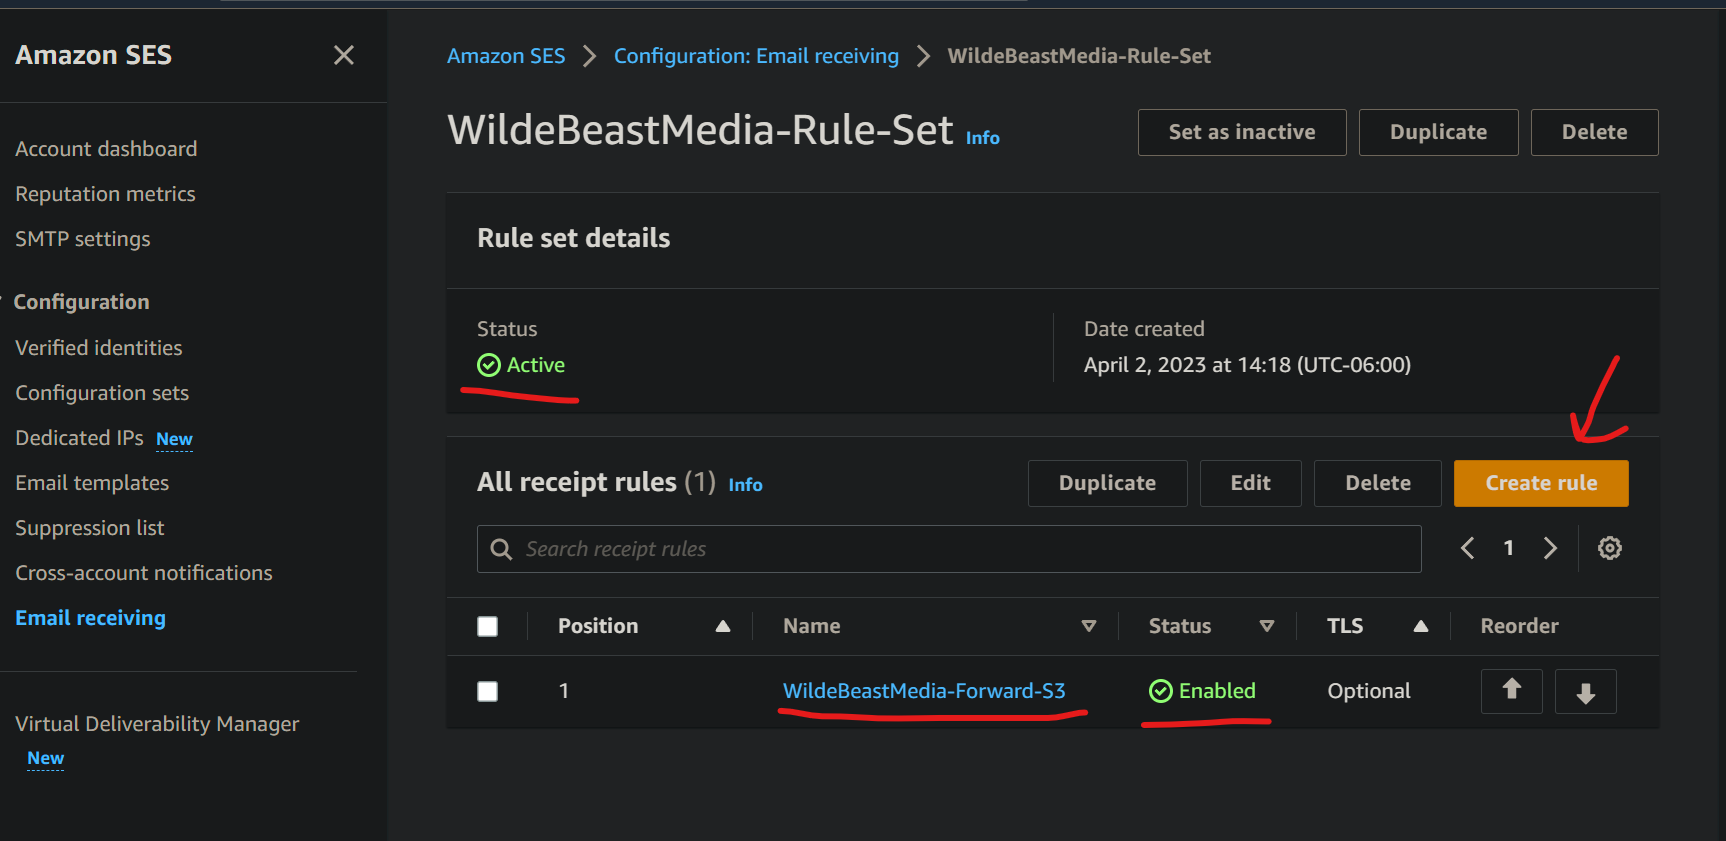 Amazon SES
Account dashboard
Reputation metrics
SMTP settings
Configuration
Verified identities
Configuration sets
Dedicated IPs New
Email templates
Suppression list
Cross-account notifications
Email receiving
Virtual Deliverability Manager
New
Amazon SES > Configuration: Email receiving > WildeBeastMedia-Rule-Set
WildeBeastMedia-Rule-Set Info
Set as inactive Duplicate Delete
Rule set details
Status
Active
Date created
April 2, 2023 at 14:18 (UTC-06:00)
All receipt rules (1) Info
Duplicate Edit Delete Create rule
Search receipt rules
1
Position Name Status TLS Reorder
1 WildeBeastMedia-Forward-S3 Enabled Optional